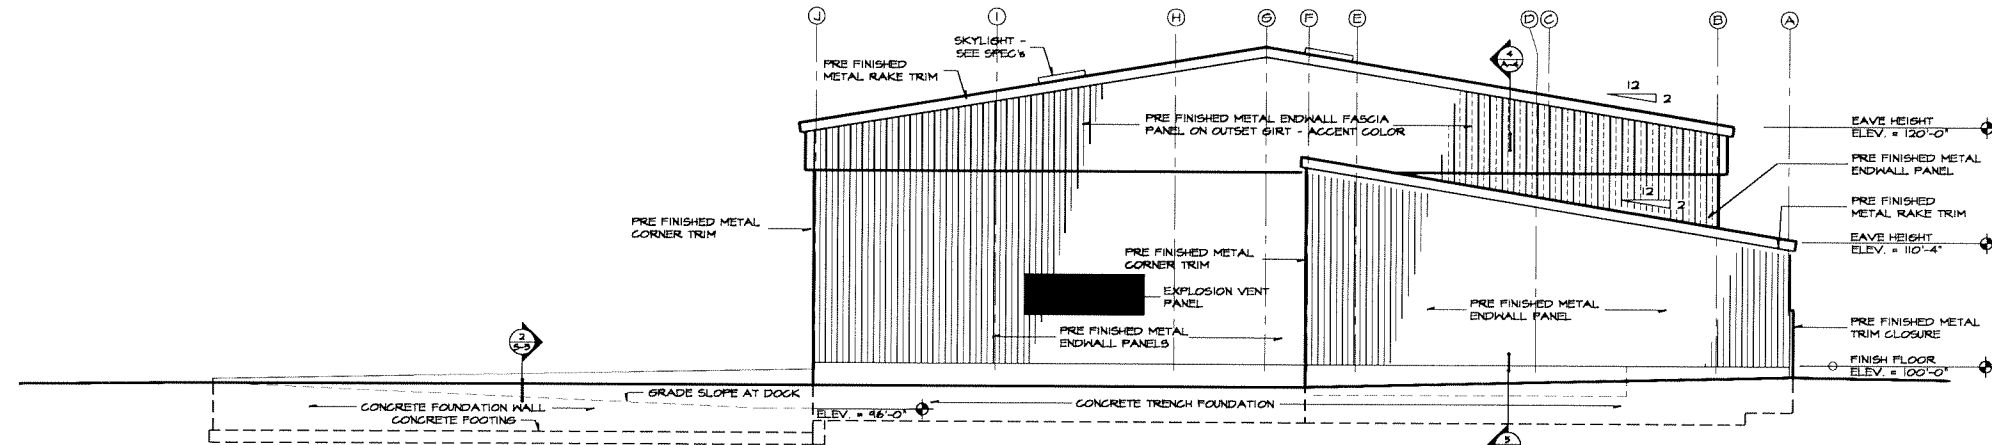 J
I
H
G
F
E
D
C
B
A
SKYLIGHT -
SEE SPEC'S
PRE FINISHED
METAL RAKE TRIM
4
A-4
12
2
PRE FINISHED METAL ENDWALL FASCIA
PANEL ON OUTSET GIRT - ACCENT COLOR
EAVE HEIGHT
ELEV. = 120'-0"
PRE FINISHED METAL
ENDWALL PANEL
12
2
PRE FINISHED
METAL RAKE TRIM
PRE FINISHED METAL
CORNER TRIM
EAVE HEIGHT
ELEV. = 110'-4"
PRE FINISHED METAL
CORNER TRIM
EXPLOSION VENT
PANEL
PRE FINISHED METAL
ENDWALL PANEL
PRE FINISHED METAL
ENDWALL PANELS
PRE FINISHED METAL
TRIM CLOSURE
2
S-3
FINISH FLOOR
ELEV. = 100'-0"
GRADE SLOPE AT DOCK
CONCRETE FOUNDATION WALL
CONCRETE FOOTING
ELEV. = 96'-0"
CONCRETE TRENCH FOUNDATION